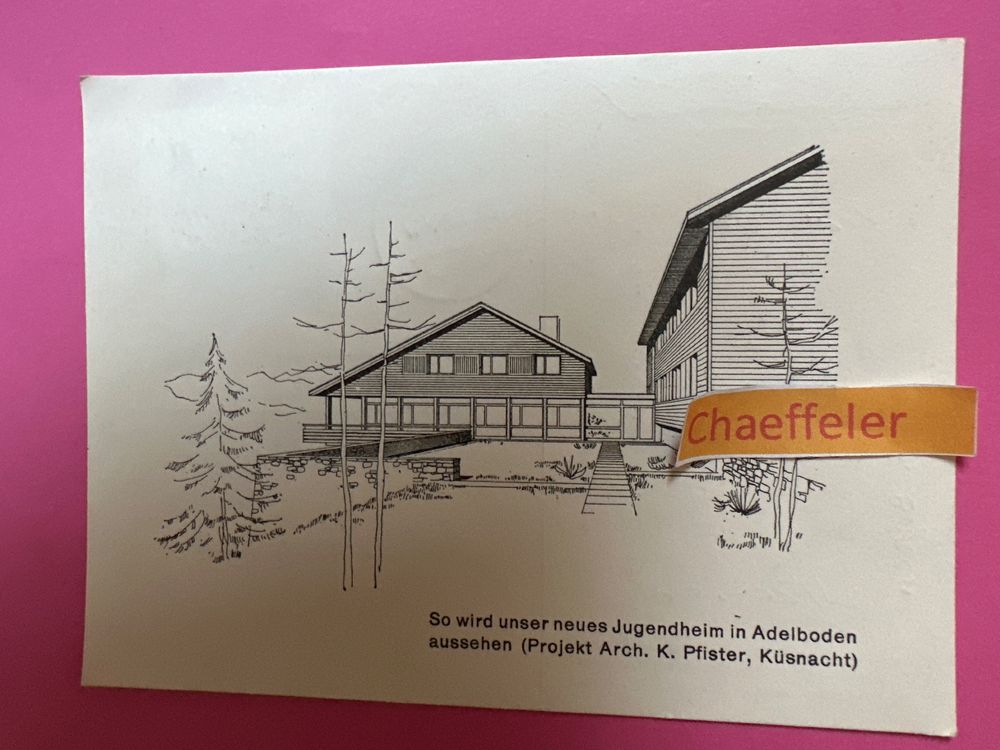 Chaeffeler
So wird unser neues Jugendheim in Adelboden
aussehen (Projekt Arch. K. Pfister, Küsnacht)